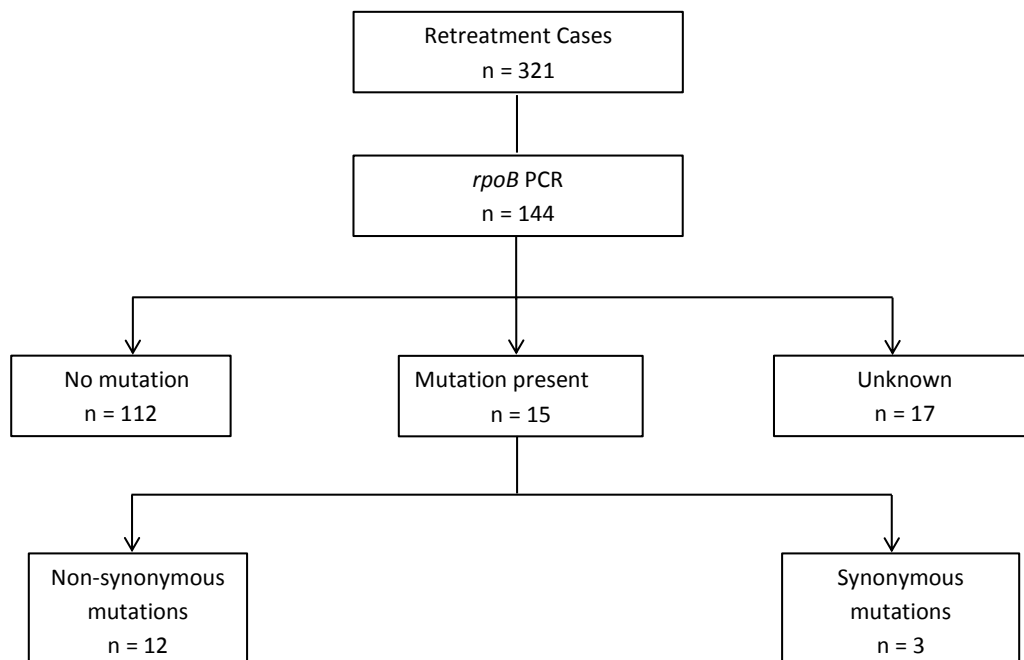 Retreatment Cases
n = 321
rpoB PCR
n = 144
No mutation
n = 112
Mutation present
n = 15
Unknown
n = 17
Non-synonymous
mutations
n = 12
Synonymous
mutations
n = 3